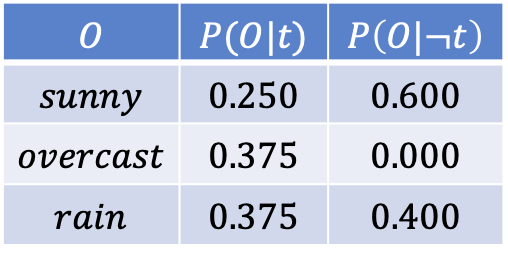 O P(O|t) P(O|¬t)
sunny 0.250 0.600
overcast 0.375 0.000
rain 0.375 0.400